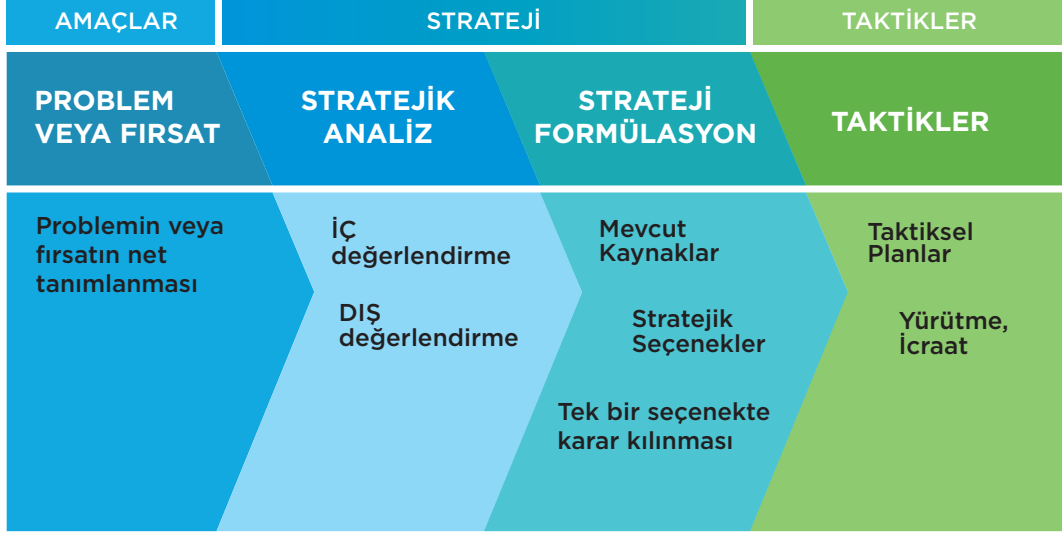 AMAÇLAR
STRATEJİ
TAKTİKLER
PROBLEM
VEYA FIRSAT
STRATEJİK
ANALİZ
STRATEJİ
FORMÜLASYON
TAKTİKLER
Problemin veya
fırsatın net
tanımlanması
İÇ
değerlendirme
DIŞ
değerlendirme
Mevcut
Kaynaklar
Stratejik
Seçenekler
Tek bir seçenekte
karar kılınması
Taktiksel
Planlar
Yürütme,
İcraat